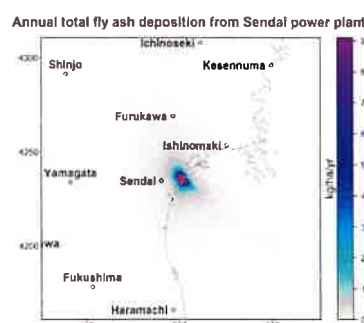 Annual total fly ash deposition from Sendai power plant
Ichinoseki
4300
Shinjo
Kesennuma
Furukawa
Ishinomaki
4250
Yamagata
Sendai
kg/ha/yr
4200
wa
Fukushima
Haramachi